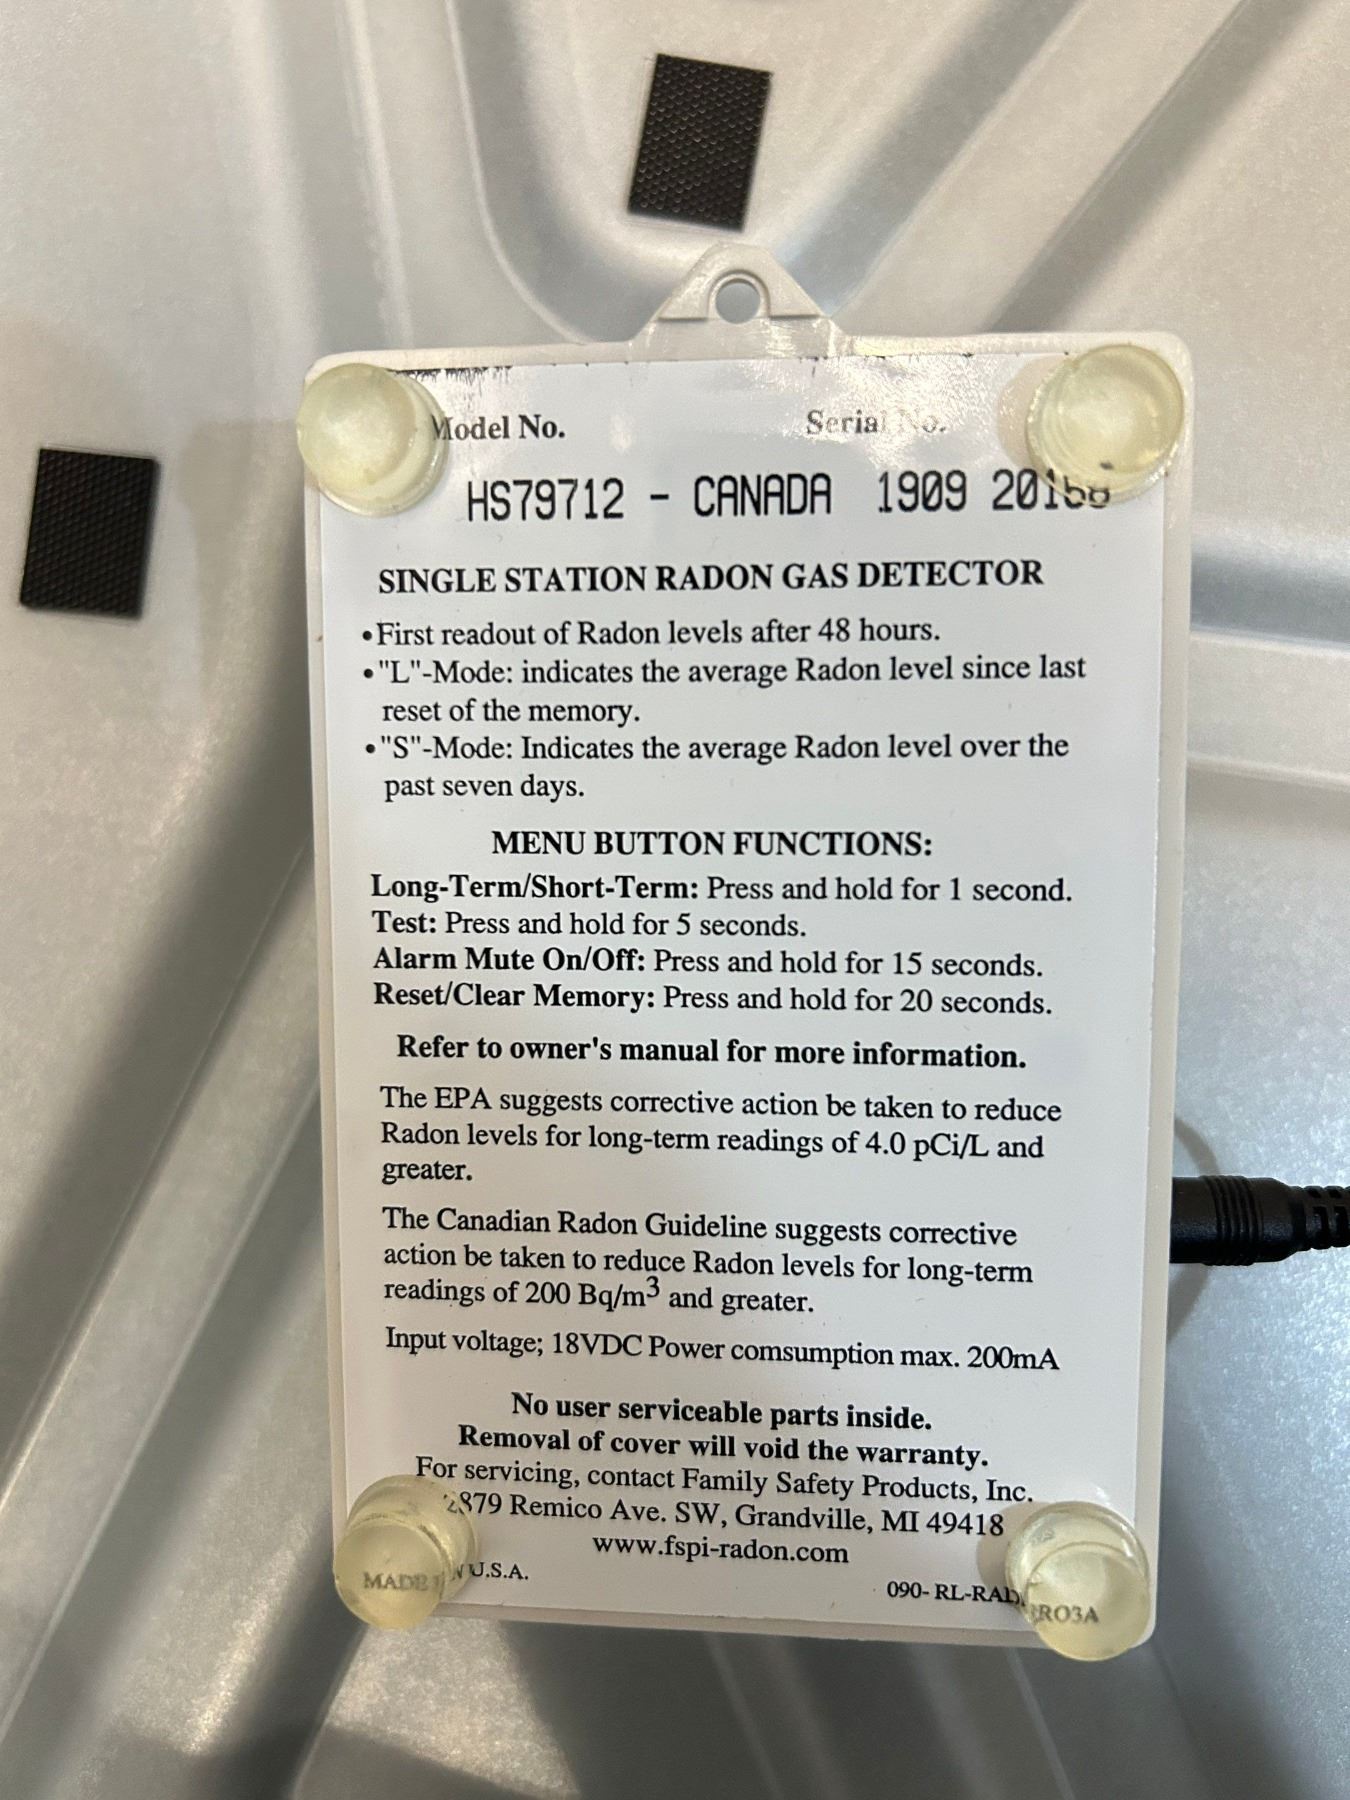 Model No. Serial No.
HS79712 - CANADA 1909
SINGLE STATION RADON GAS DETECTOR
•First readout of Radon levels after 48 hours.
•"L"-Mode: indicates the average Radon level since last
reset of the memory.
•"S"-Mode: Indicates the average Radon level over the
past seven days.
MENU BUTTON FUNCTIONS:
Long-Term/Short-Term: Press and hold for 1 second.
Test: Press and hold for 5 seconds.
Alarm Mute On/Off: Press and hold for 15 seconds.
Reset/Clear Memory: Press and hold for 20 seconds.
Refer to owner's manual for more information.
The EPA suggests corrective action be taken to reduce
Radon levels for long-term readings of 4.0 pCi/L and
greater.
The Canadian Radon Guideline suggests corrective
action be taken to reduce Radon levels for long-term
readings of 200 Bq/m³ and greater.
Input voltage; 18VDC Power comsumption max. 200mA
No user serviceable parts inside.
Removal of cover will void the warranty.
For servicing, contact Family Safety Products, Inc.
2879 Remico Ave. SW, Grandville, MI 49418
www.fspi-radon.com
MADE IN U.S.A.
090-